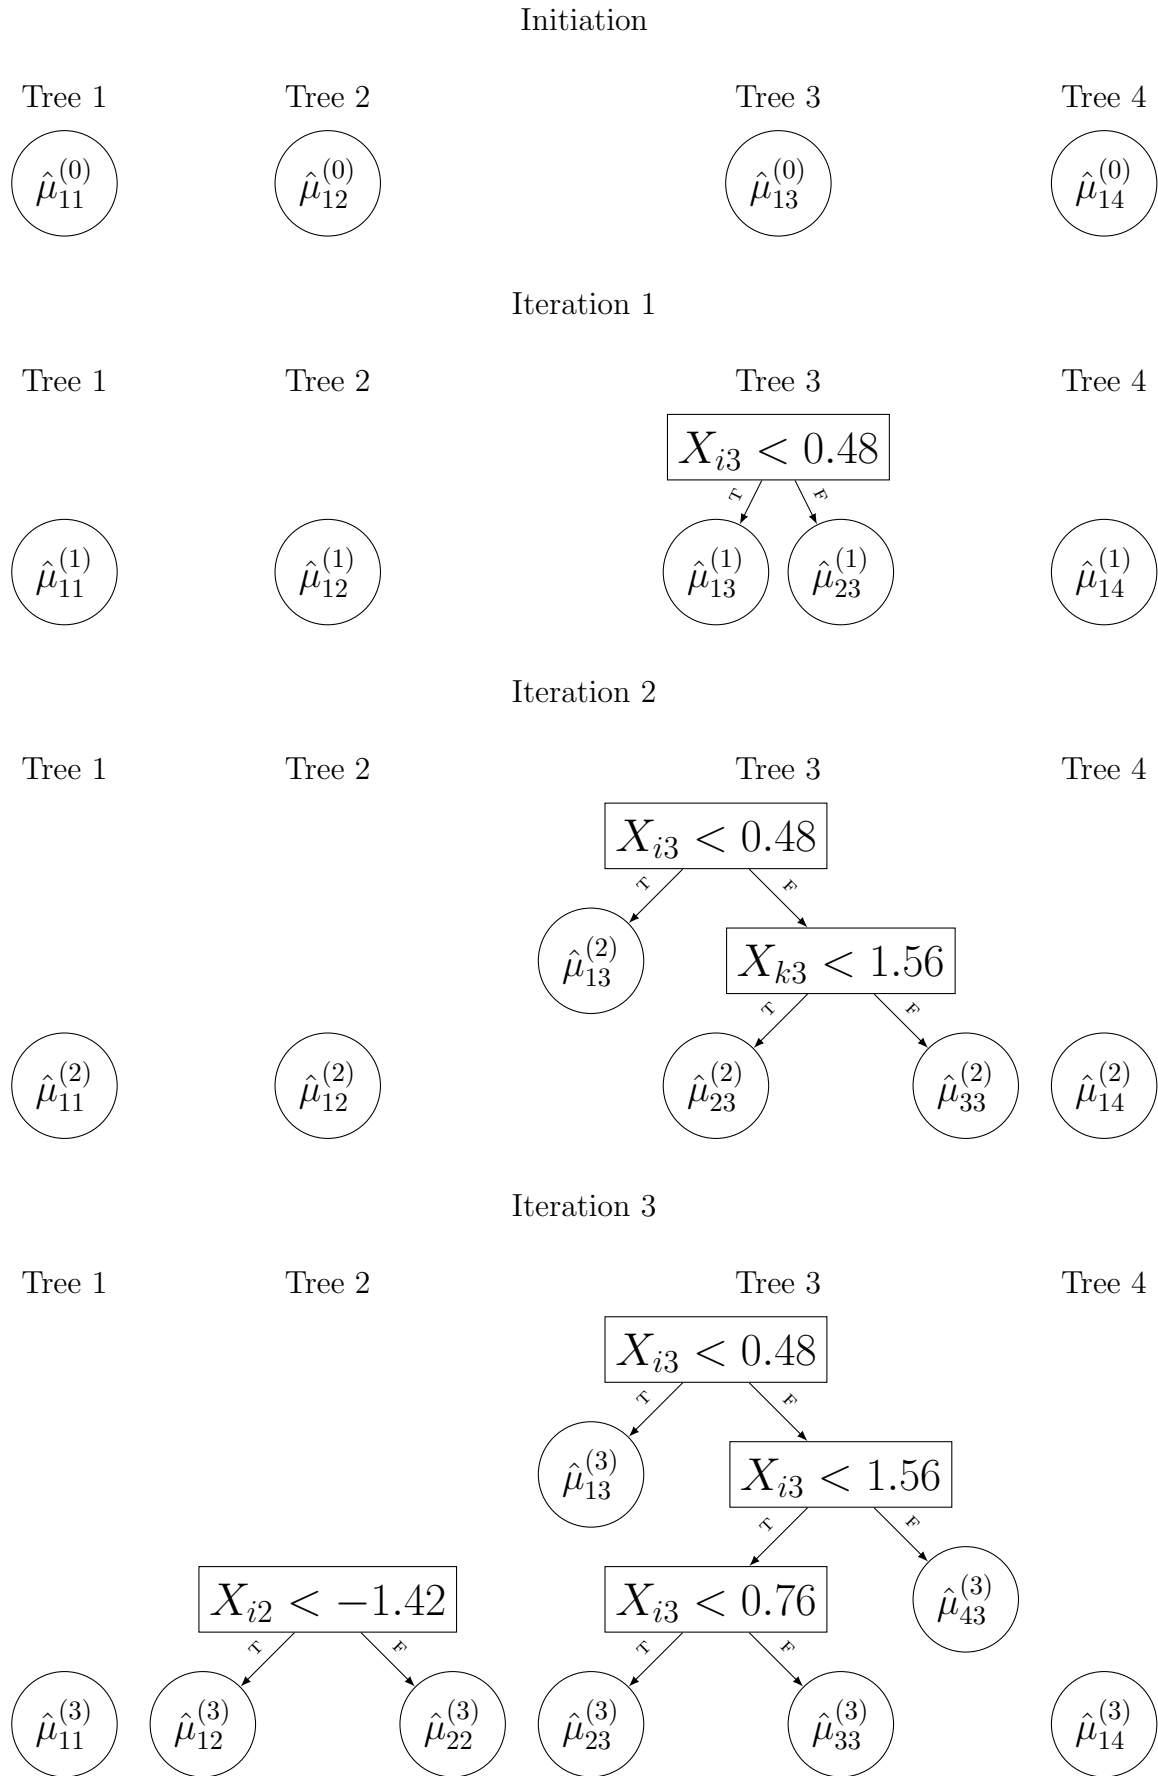 Initiation
Tree 1 Tree 2 Tree 3 Tree 4
μ̂₁₁⁽⁰⁾ μ̂₁₂⁽⁰⁾ μ̂₁₃⁽⁰⁾ μ̂₁₄⁽⁰⁾
Iteration 1
Tree 1 Tree 2 Tree 3 Tree 4
Xᵢ₃ < 0.48
T F
μ̂₁₁⁽¹⁾ μ̂₁₂⁽¹⁾ μ̂₁₃⁽¹⁾ μ̂₂₃⁽¹⁾ μ̂₁₄⁽¹⁾
Iteration 2
Tree 1 Tree 2 Tree 3 Tree 4
Xᵢ₃ < 0.48
T F
μ̂₁₃⁽²⁾ Xₖ₃ < 1.56
T F
μ̂₁₁⁽²⁾ μ̂₁₂⁽²⁾ μ̂₂₃⁽²⁾ μ̂₃₃⁽²⁾ μ̂₁₄⁽²⁾
Iteration 3
Tree 1 Tree 2 Tree 3 Tree 4
Xᵢ₃ < 0.48
T F
μ̂₁₃⁽³⁾ Xᵢ₃ < 1.56
T F
Xᵢ₂ < −1.42 Xᵢ₃ < 0.76 μ̂₄₃⁽³⁾
T F T F
μ̂₁₁⁽³⁾ μ̂₁₂⁽³⁾ μ̂₂₂⁽³⁾ μ̂₂₃⁽³⁾ μ̂₃₃⁽³⁾ μ̂₁₄⁽³⁾